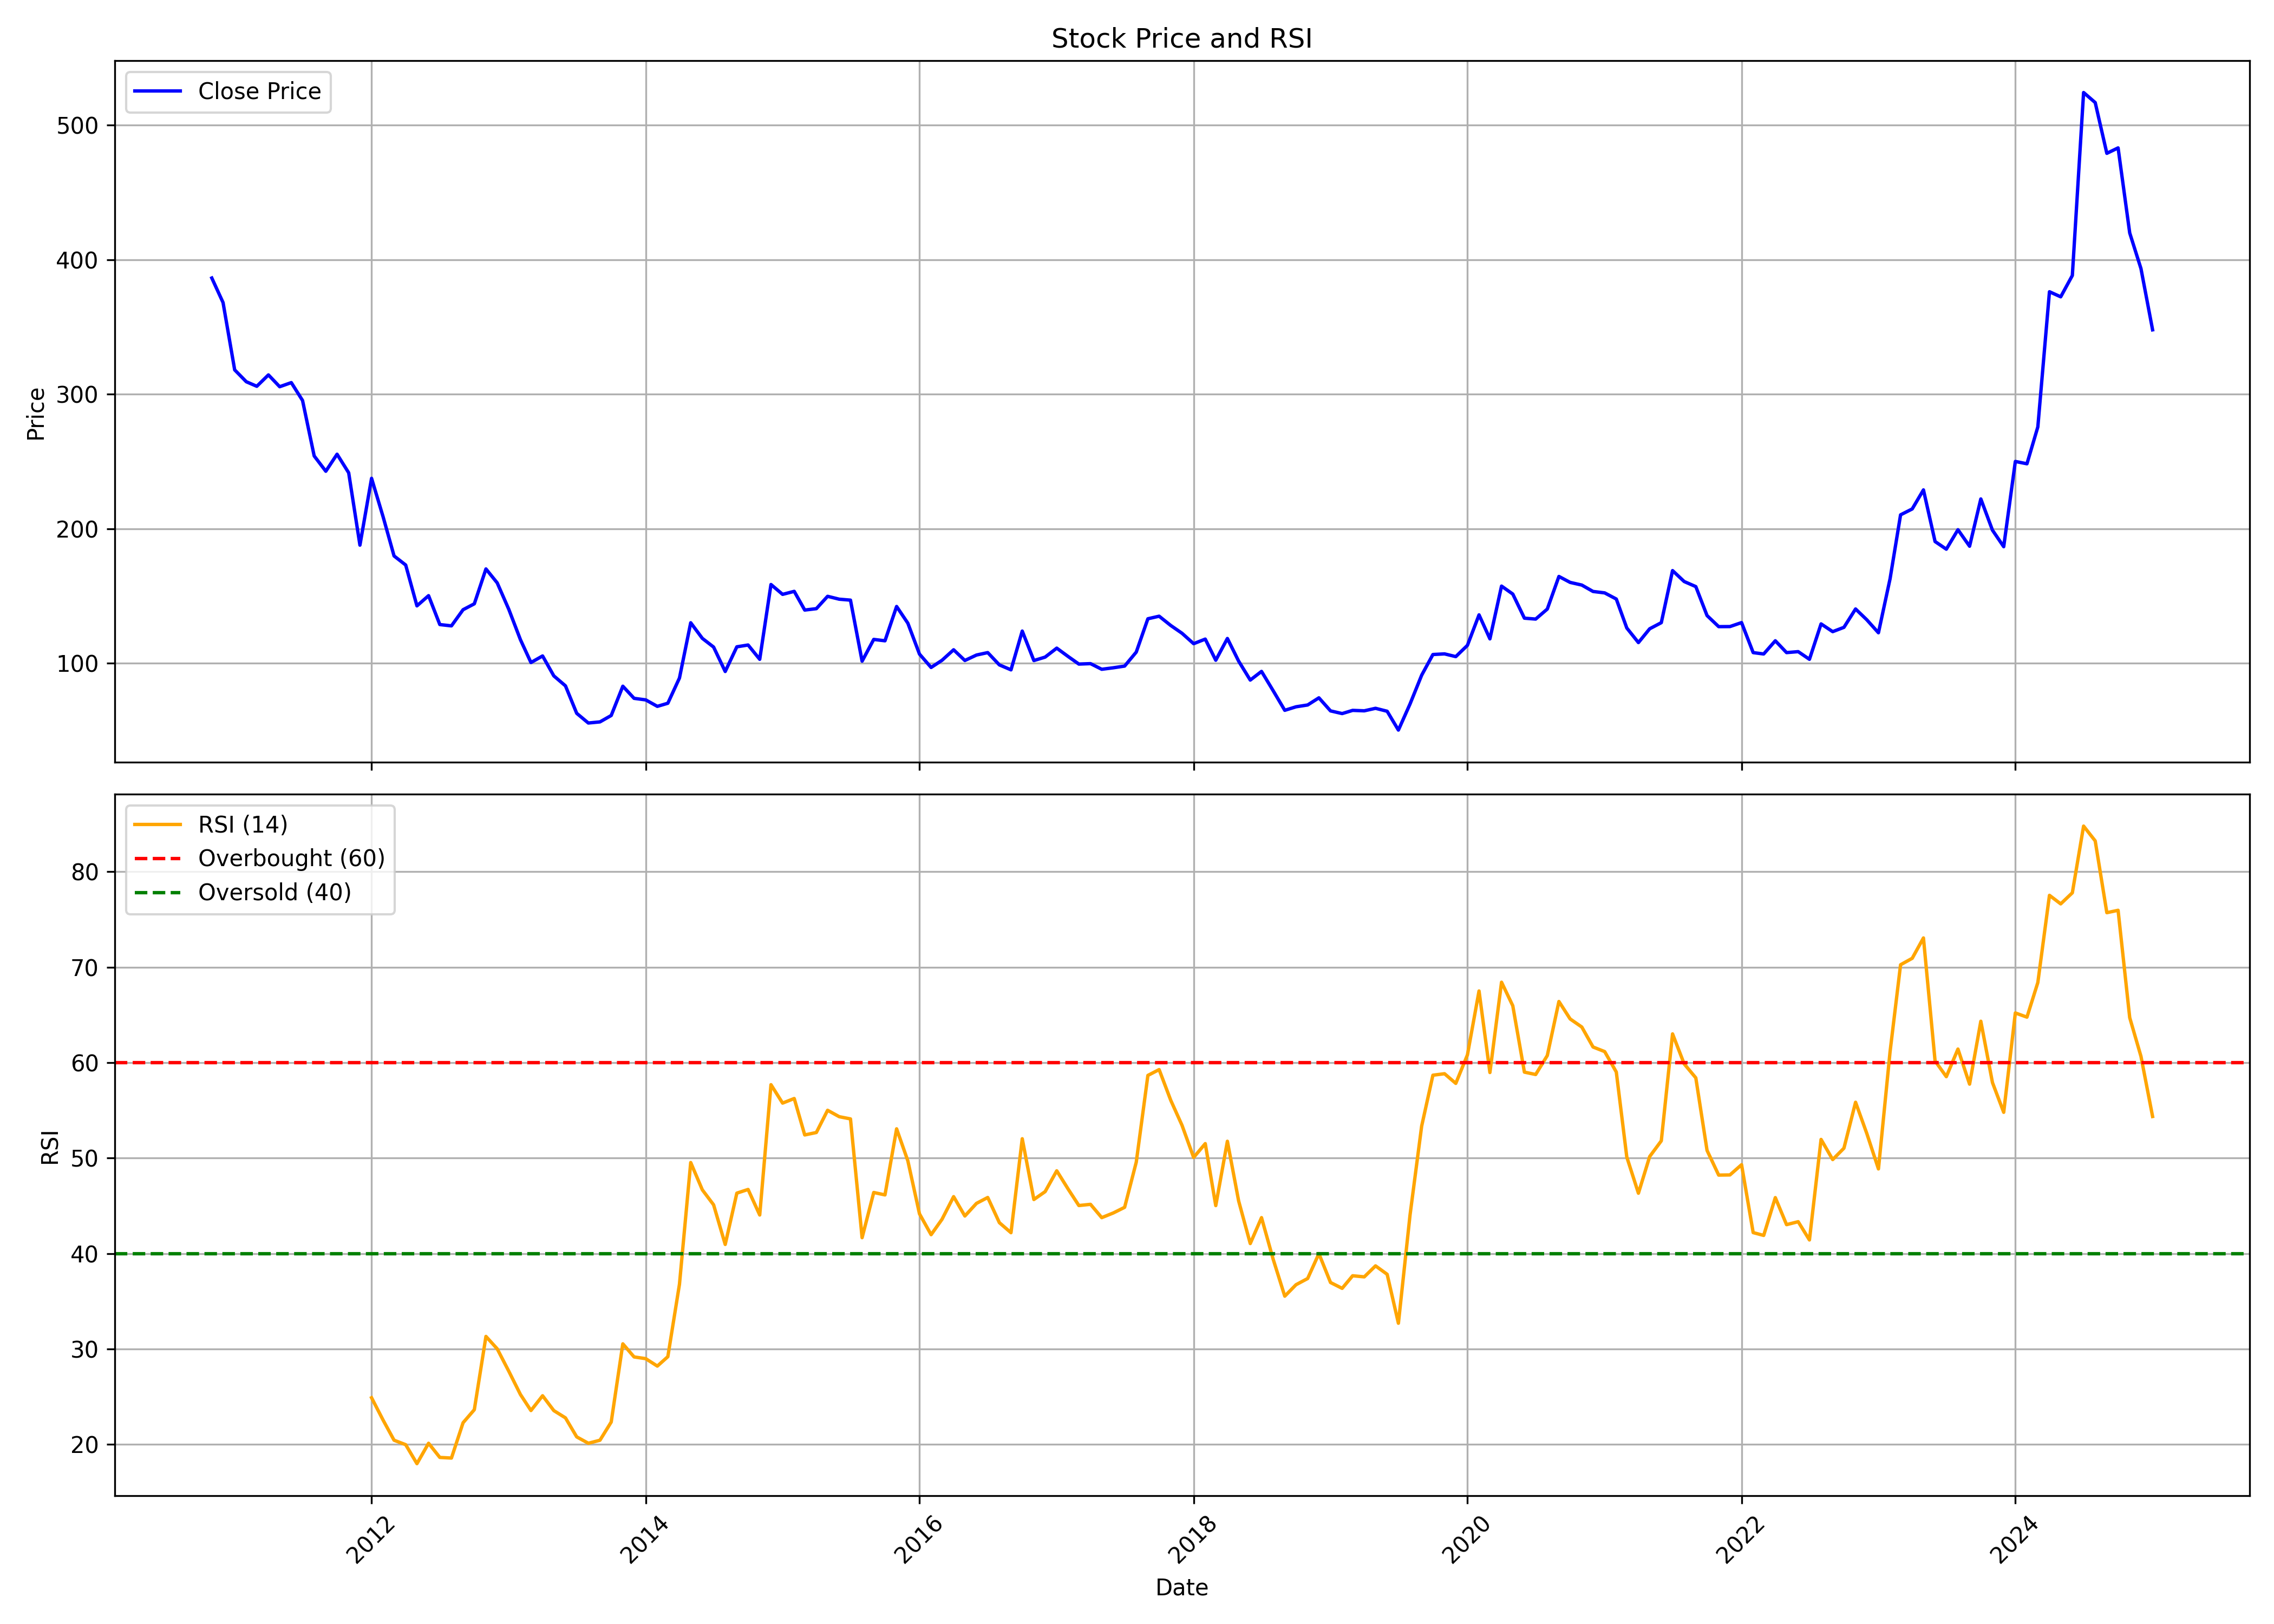 Stock Price and RSI
Close Price
500
400
300
200
100
Price
RSI (14)
Overbought (60)
Oversold (40)
80
70
60
50
40
30
20
RSI
2012
2014
2016
2018
2020
2022
2024
Date